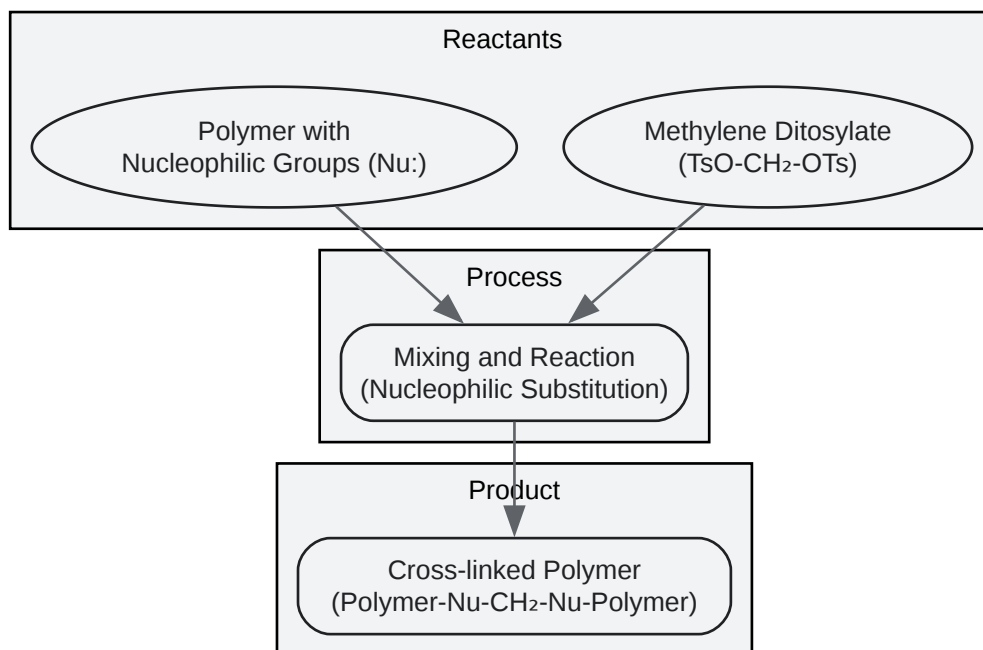 Reactants
Polymer with
Nucleophilic Groups (Nu:)
Methylene Ditosylate
(TsO-CH₂-OTs)
Process
Mixing and Reaction
(Nucleophilic Substitution)
Product
Cross-linked Polymer
(Polymer-Nu-CH₂-Nu-Polymer)